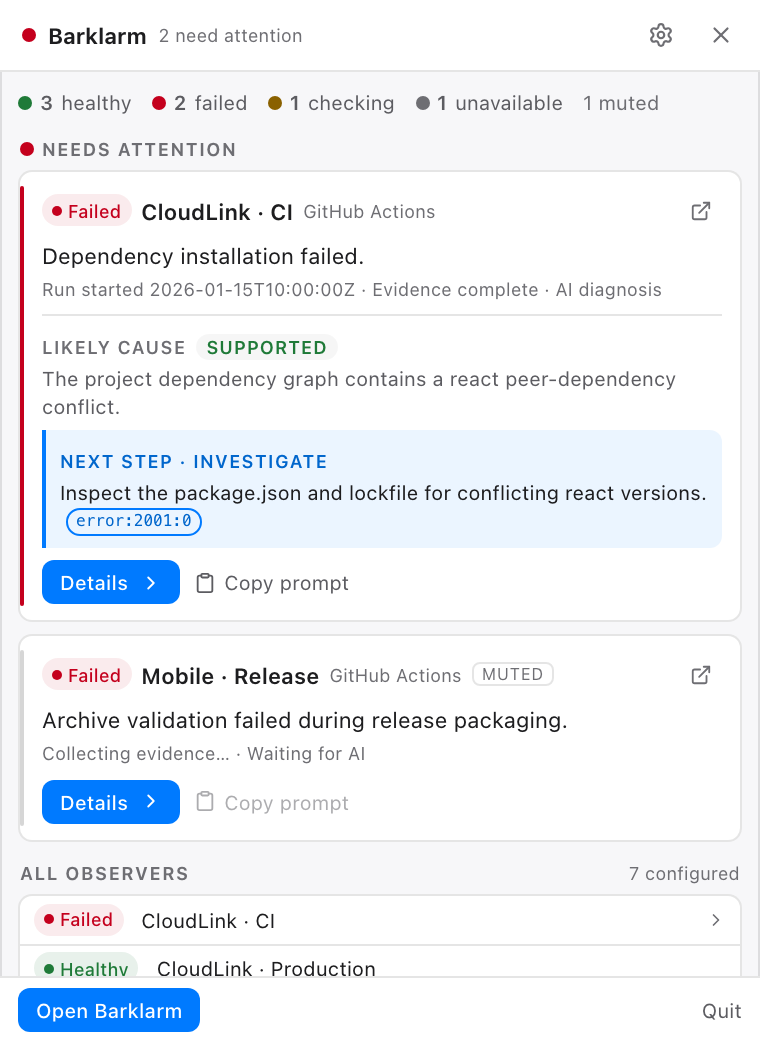 Barklarm 2 need attention
3 healthy 2 failed 1 checking 1 unavailable 1 muted
NEEDS ATTENTION
Failed CloudLink · CI GitHub Actions
Dependency installation failed.
Run started 2026-01-15T10:00:00Z · Evidence complete · AI diagnosis
LIKELY CAUSE SUPPORTED
The project dependency graph contains a react peer-dependency
conflict.
NEXT STEP · INVESTIGATE
Inspect the package.json and lockfile for conflicting react versions.
error:2001:0
Details Copy prompt
Failed Mobile · Release GitHub Actions MUTED
Archive validation failed during release packaging.
Collecting evidence… · Waiting for AI
Details Copy prompt
ALL OBSERVERS 7 configured
Failed CloudLink · CI
Healthy CloudLink · Production
Open Barklarm Quit